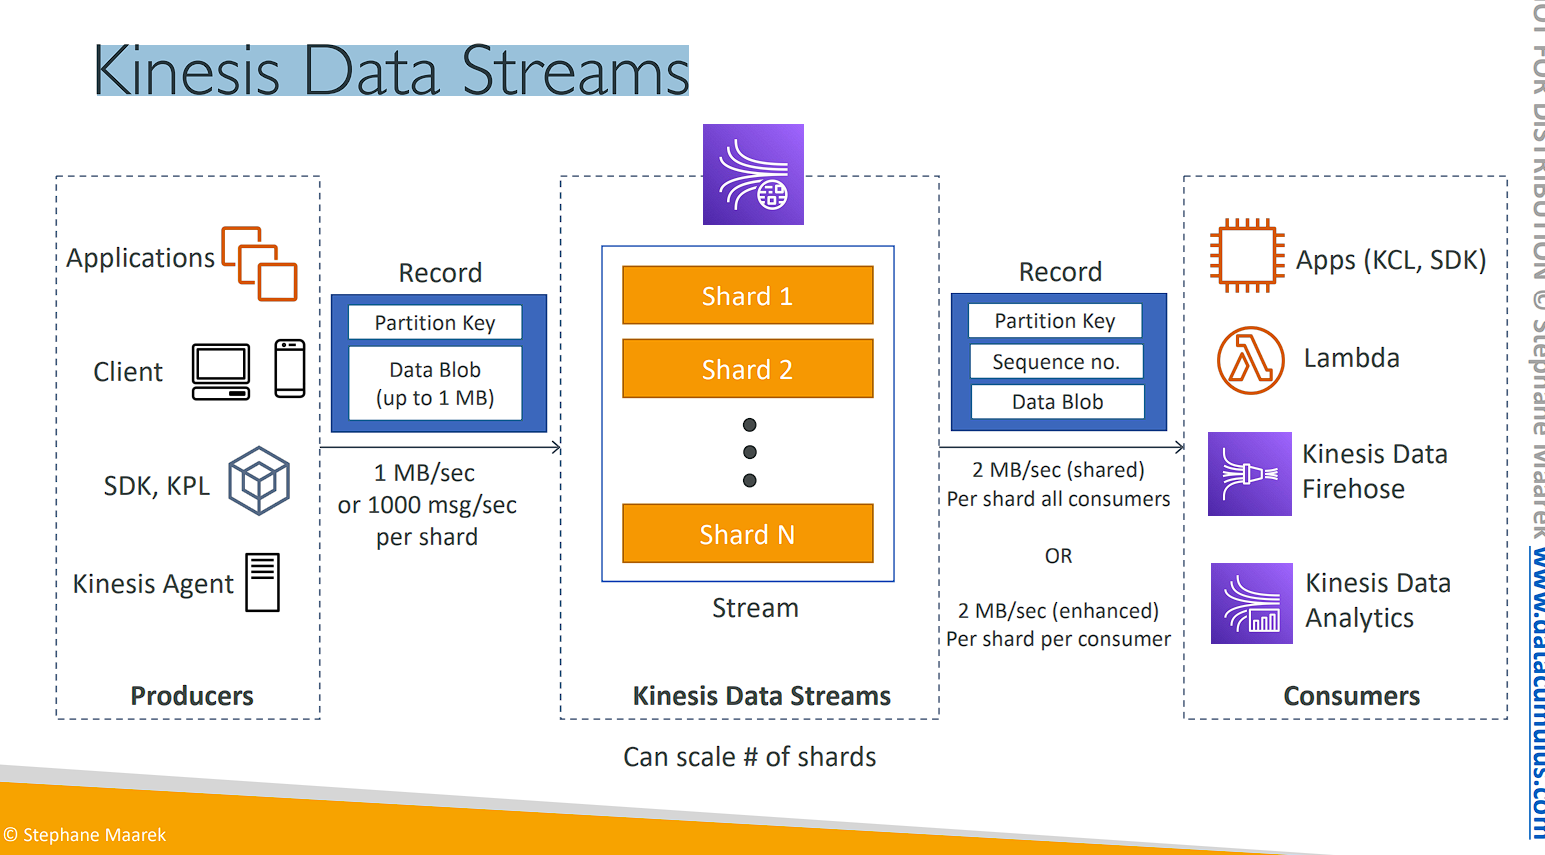 Kinesis Data Streams
Applications
Client
SDK, KPL
Kinesis Agent
Producers
Record
Partition Key
Data Blob
(up to 1 MB)
1 MB/sec
or 1000 msg/sec
per shard
Shard 1
Shard 2
Shard N
Stream
Kinesis Data Streams
Can scale # of shards
Record
Partition Key
Sequence no.
Data Blob
2 MB/sec (shared)
Per shard all consumers
OR
2 MB/sec (enhanced)
Per shard per consumer
Apps (KCL, SDK)
Lambda
Kinesis Data
Firehose
Kinesis Data
Analytics
Consumers
FOR DISTRIBUTION © Stephane Maarek www.datacumulus.com
© Stephane Maarek